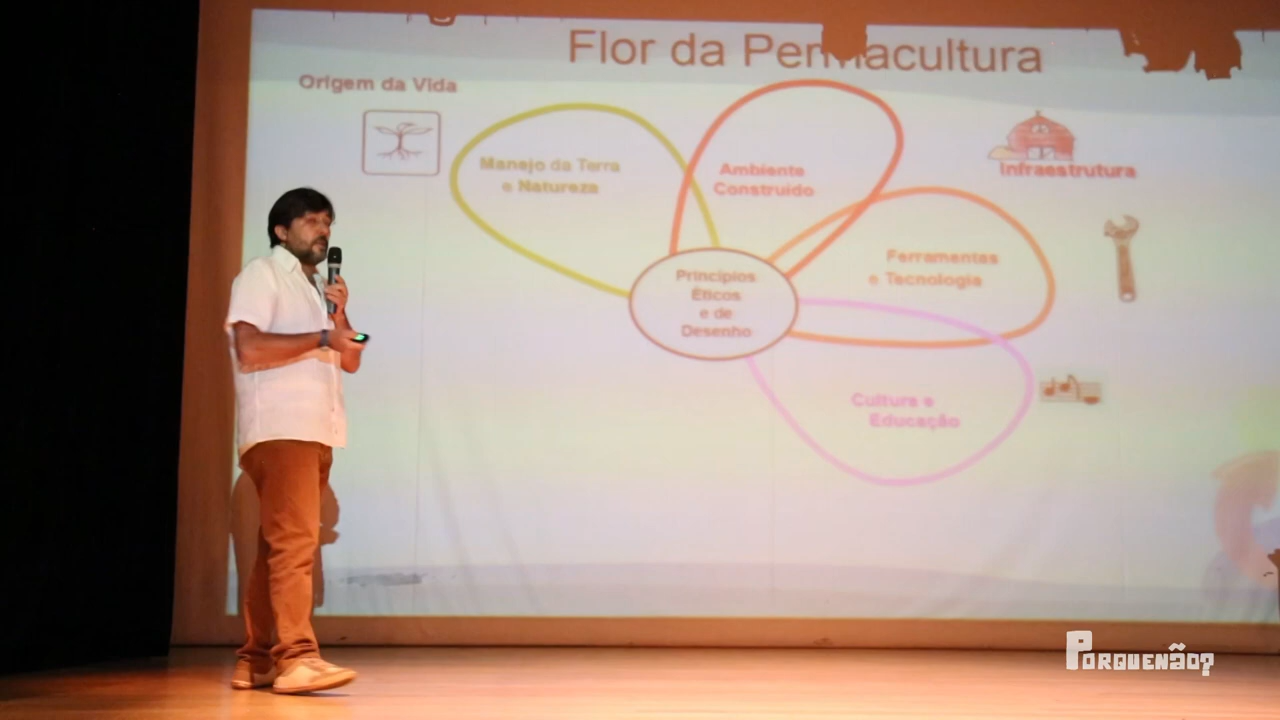 Flor da Permacultura
Origem da Vida
Manejo da Terra
e Natureza
Ambiente
Construído
Infraestrutura
Ferramentas
e Tecnologia
Princípios
Éticos
e de
Desenho
Cultura e
Educação
PORQUENÃO?